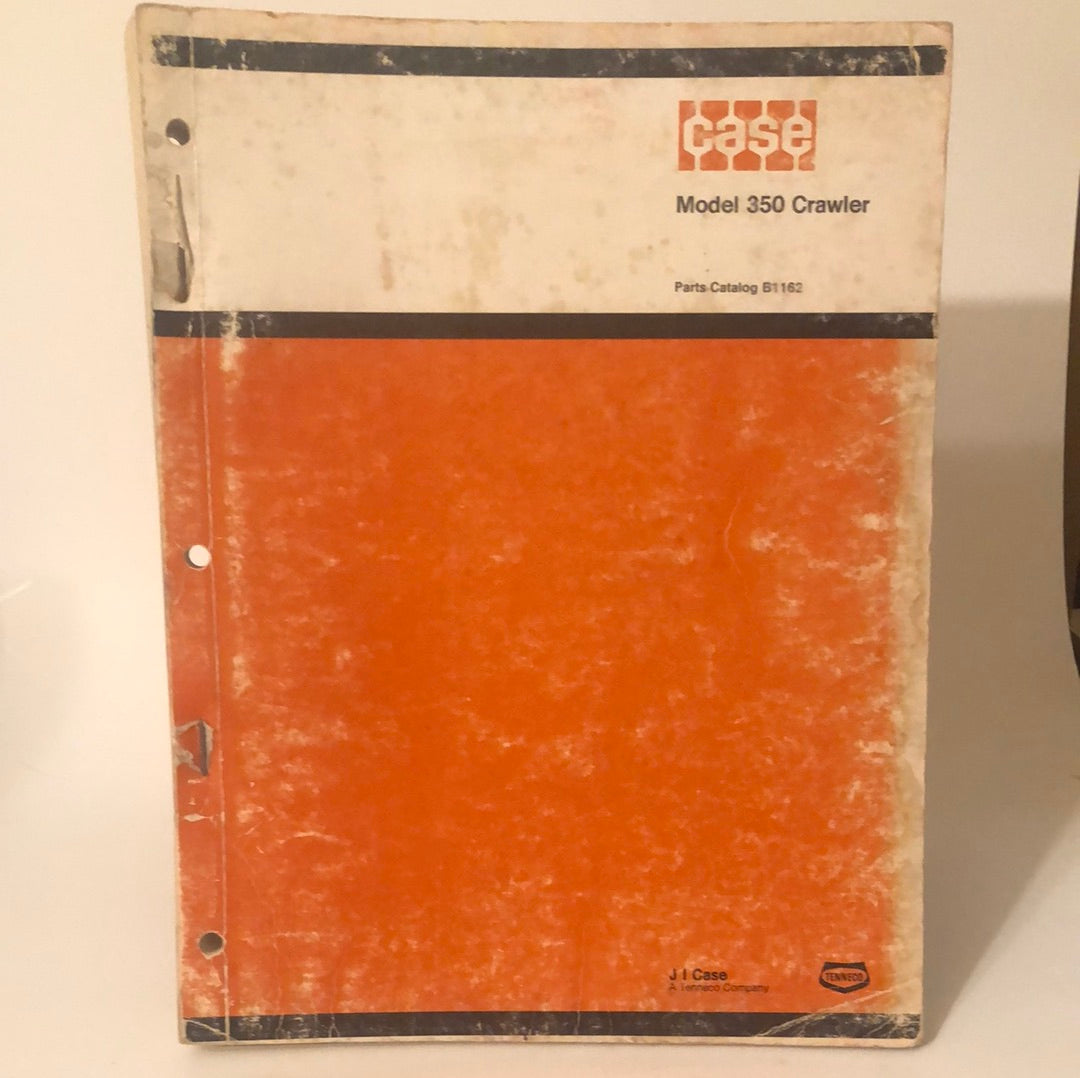 case
Model 350 Crawler
Parts Catalog B1162
J I Case
A Tenneco Company
TENNECO